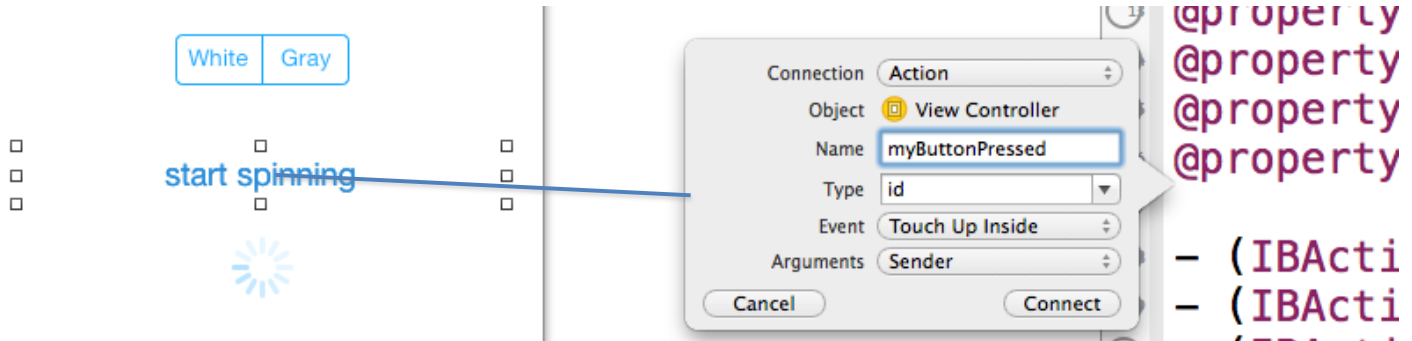 White Gray
start spinning
Connection Action
Object View Controller
Name myButtonPressed
Type id
Event Touch Up Inside
Arguments Sender
Cancel Connect
@property
@property
@property
@property
- (IBActi
- (IBActi